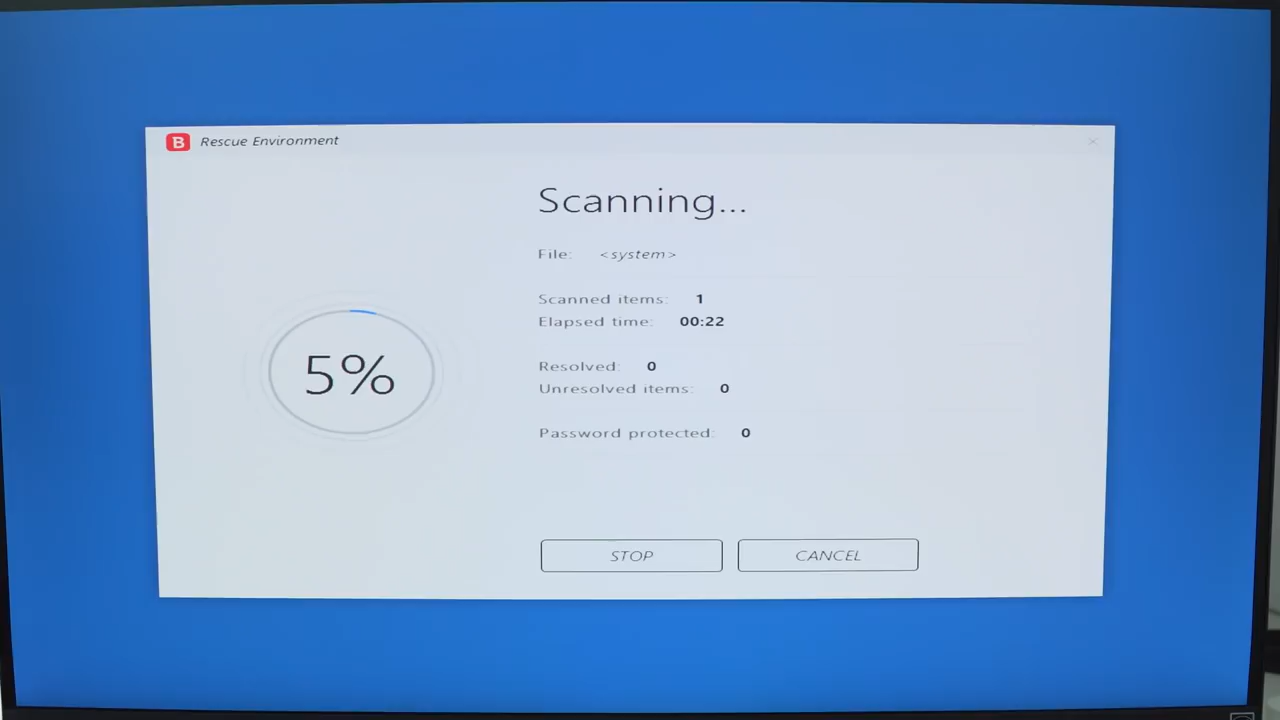 B Rescue Environment
Scanning...
File: <system>
Scanned items: 1
Elapsed time: 00:22
5%
Resolved: 0
Unresolved items: 0
Password protected: 0
STOP CANCEL